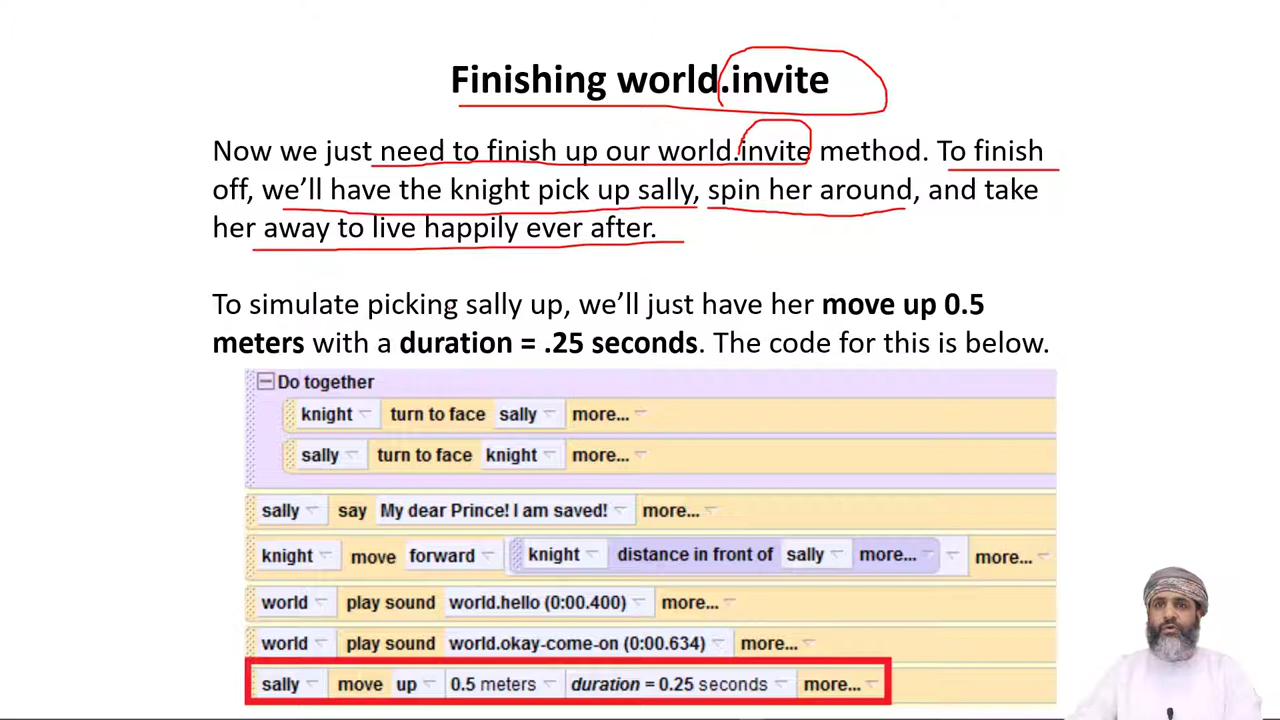 Finishing world.invite
Now we just need to finish up our world.invite method. To finish
off, we'll have the knight pick up sally, spin her around, and take
her away to live happily ever after.
To simulate picking sally up, we'll just have her move up 0.5
meters with a duration = .25 seconds. The code for this is below.
Do together
knight turn to face sally more...
sally turn to face knight more...
sally say My dear Prince! I am saved! more...
knight move forward knight distance in front of sally more... more...
world play sound world.hello (0:00.400) more...
world play sound world.okay-come-on (0:00.634) more...
sally move up 0.5 meters duration = 0.25 seconds more...